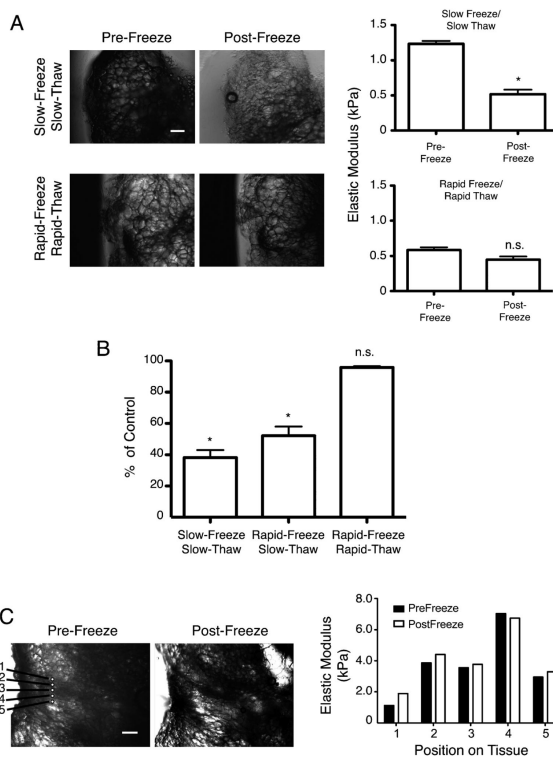 A
Pre-Freeze
Post-Freeze
Slow-Freeze
Slow-Thaw
Rapid-Freeze
Rapid-Thaw
Elastic Modulus (kPa)
Slow Freeze/
Slow Thaw
1.5
1.0
0.5
0
*
Pre-
Freeze
Post-
Freeze
Rapid Freeze/
Rapid Thaw
1.5
1.0
0.5
0
n.s.
Pre-
Freeze
Post-
Freeze
B
% of Control
100
80
60
40
20
0
*
*
n.s.
Slow-Freeze
Slow-Thaw
Rapid-Freeze
Slow-Thaw
Rapid-Freeze
Rapid-Thaw
C
Pre-Freeze
Post-Freeze
1
2
3
4
5
Elastic Modulus
(kPa)
8.0
6.0
4.0
2.0
0
PreFreeze
PostFreeze
1 2 3 4 5
Position on Tissue